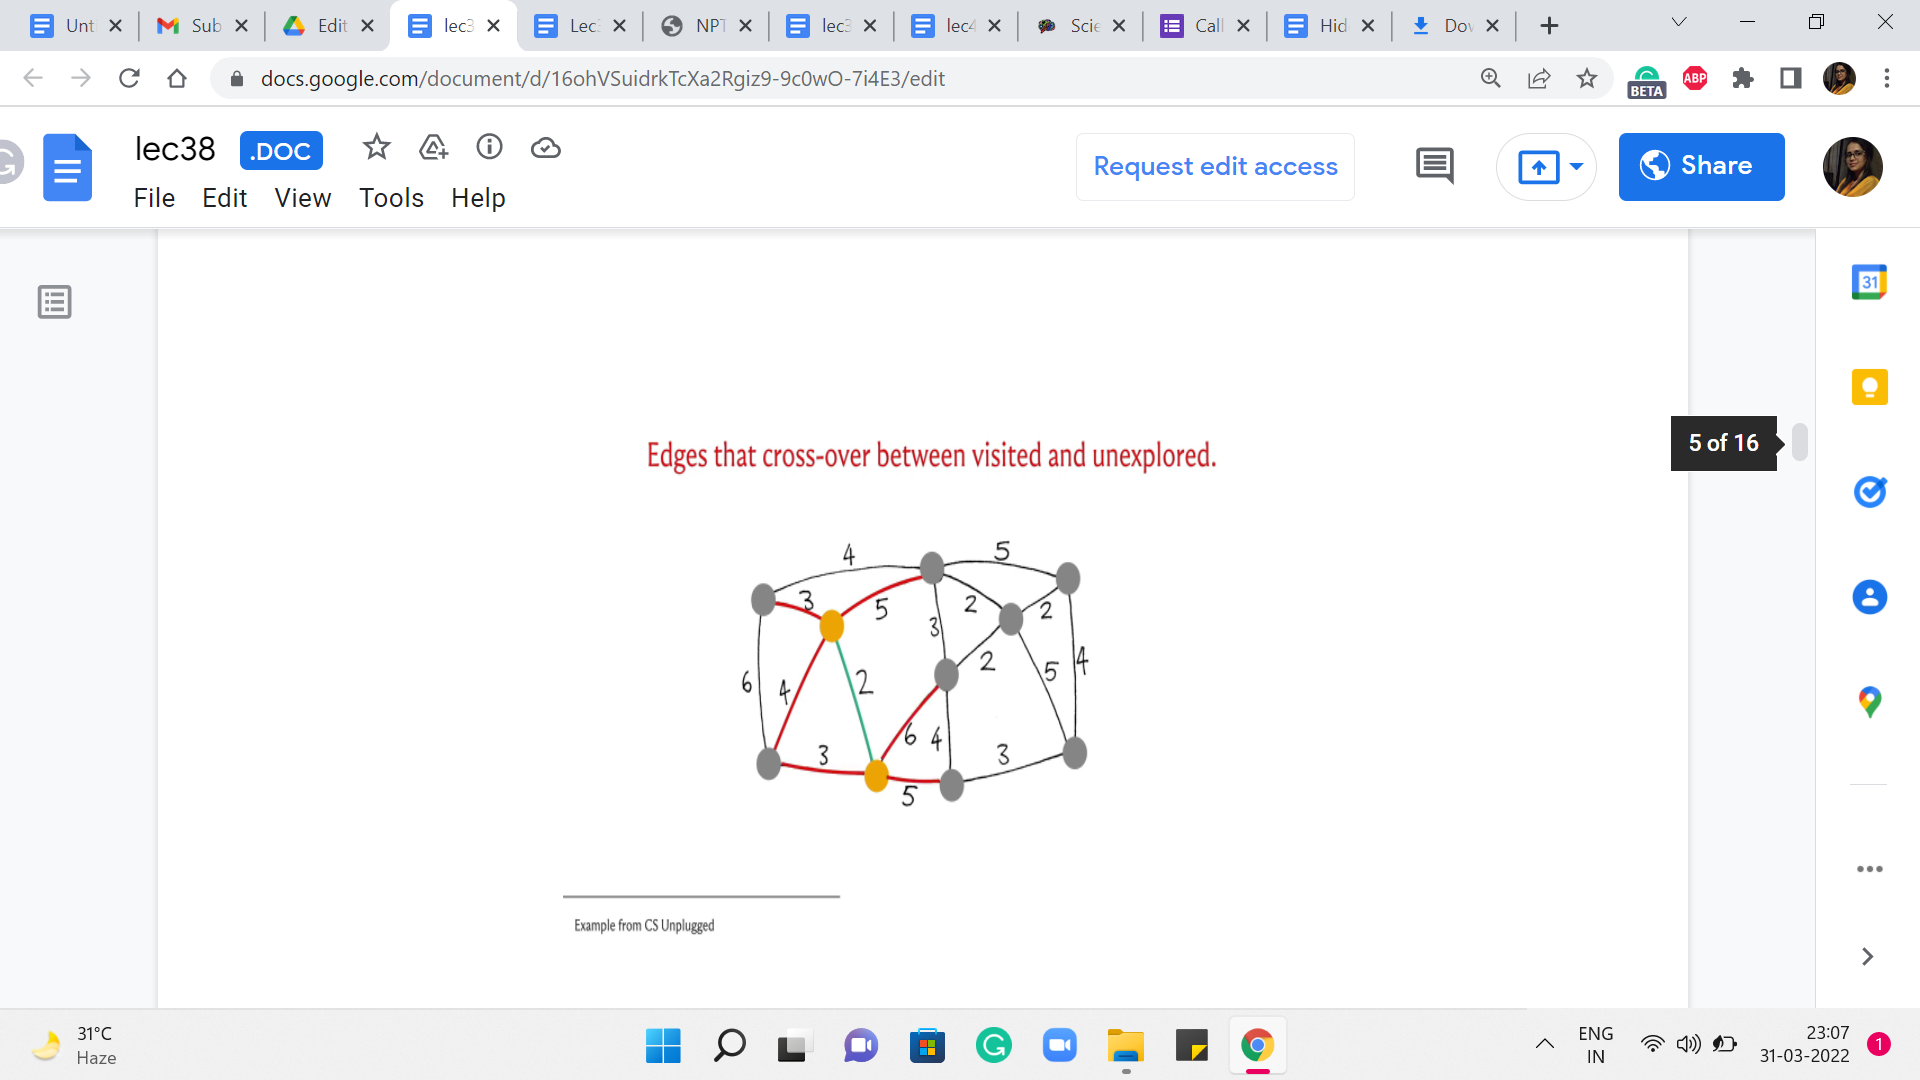 Unt
Sub
Edit
lec3
Lec
NPT
lec3
lec4
Scie
Call
Hid
Dov
docs.google.com/document/d/16ohVSuidrkTcXa2Rgiz9-9c0wO-7i4E3/edit
BETA
ABP
lec38 .DOC
File Edit View Tools Help
Request edit access
Share
31
5 of 16
Edges that cross-over between visited and unexplored.
4 5
3 5 2 2
3
6 4 2 2 5 4
6 4
3 3
5
Example from CS Unplugged
31°C
Haze
ENG
IN
23:07
31-03-2022
1